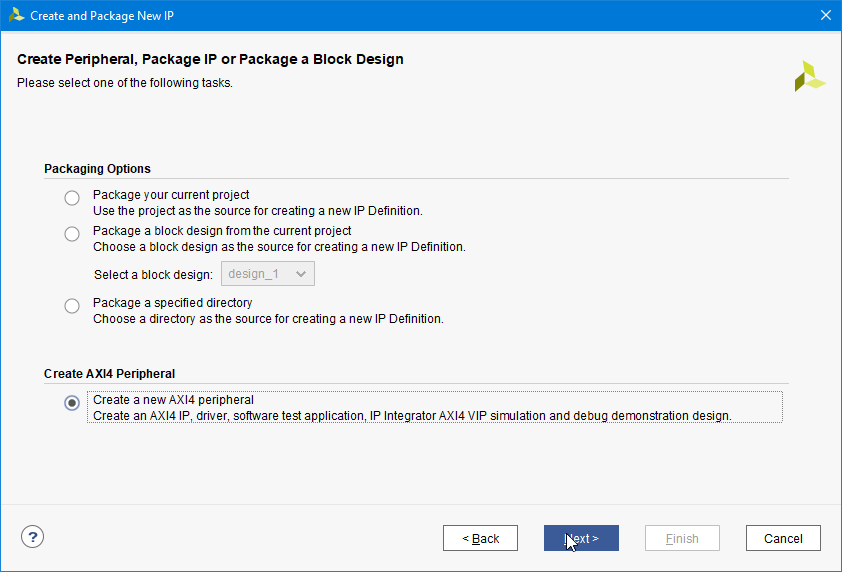 Create and Package New IP
Create Peripheral, Package IP or Package a Block Design
Please select one of the following tasks.
Packaging Options
Package your current project
Use the project as the source for creating a new IP Definition.
Package a block design from the current project
Choose a block design as the source for creating a new IP Definition.
Select a block design: design_1
Package a specified directory
Choose a directory as the source for creating a new IP Definition.
Create AXI4 Peripheral
Create a new AXI4 peripheral
Create an AXI4 IP, driver, software test application, IP Integrator AXI4 VIP simulation and debug demonstration design.
? < Back Next > Finish Cancel